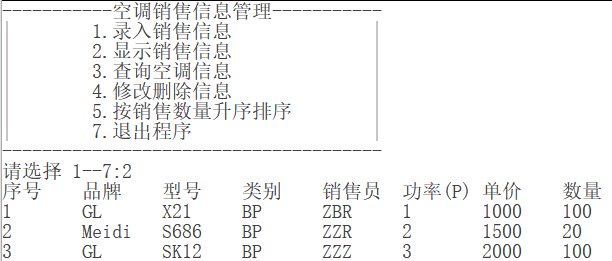 -----------空调销售信息管理-----------
1.录入销售信息
2.显示销售信息
3.查询空调信息
4.修改删除信息
5.按销售数量升序排序
7.退出程序
--------------------------------------
请选择 1--7:2
序号 品牌 型号 类别 销售员 功率(P) 单价 数量
1 GL X21 BP ZBR 1 1000 100
2 Meidi S686 BP ZZR 2 1500 20
3 GL SK12 BP ZZZ 3 2000 100